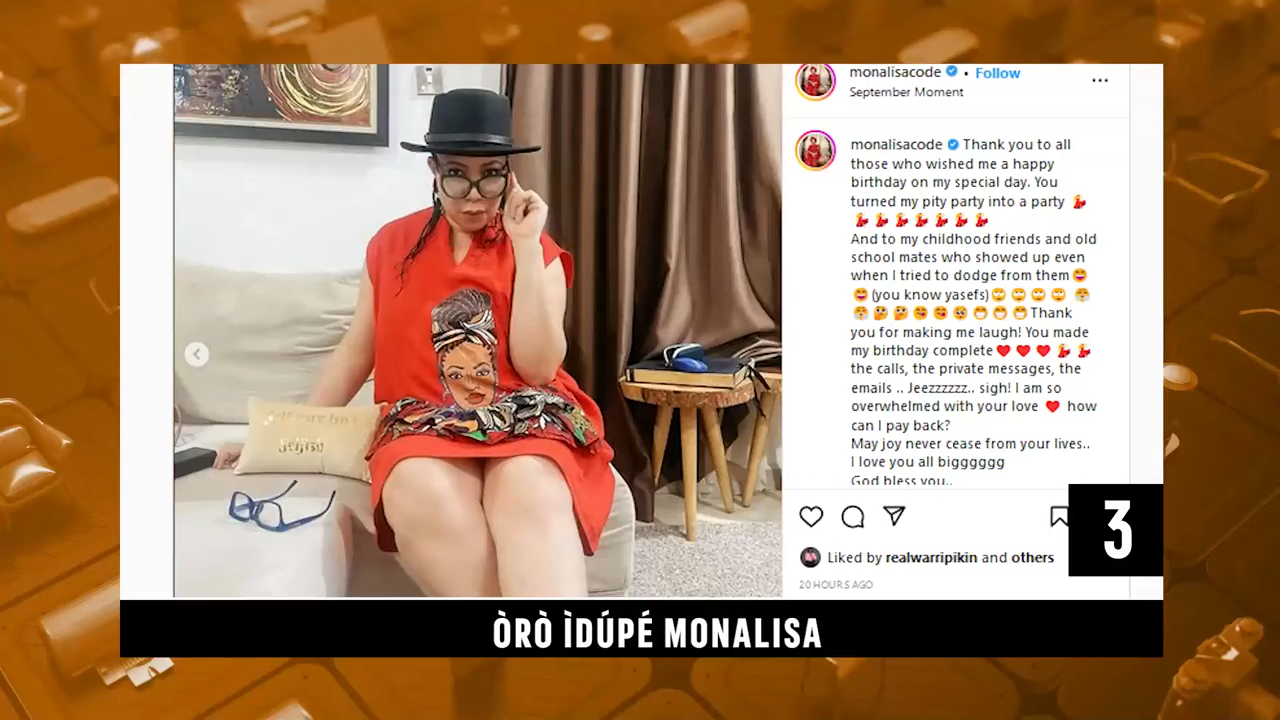 monalisacode • Follow
September Moment
monalisacode Thank you to all
those who wished me a happy
birthday on my special day. You
turned my pity party into a party 💃
💃💃💃💃💃💃💃
And to my childhood friends and old
school mates who showed up even
when I tried to dodge from them😄
😄(you know yasefs)🙄🙄🙄🙄
Thank
you for making me laugh! You made
my birthday complete❤️❤️❤️💃💃
the calls, the private messages, the
emails .. Jeezzzzzz.. sigh! I am so
overwhelmed with your love ❤️ how
can I pay back?
May joy never cease from your lives..
I love you all bigggggg
God bless you..
Liked by realwarripikin and others
20 HOURS AGO
3
Selfish
ÒRÒ ÌDÚPÉ MONALISA